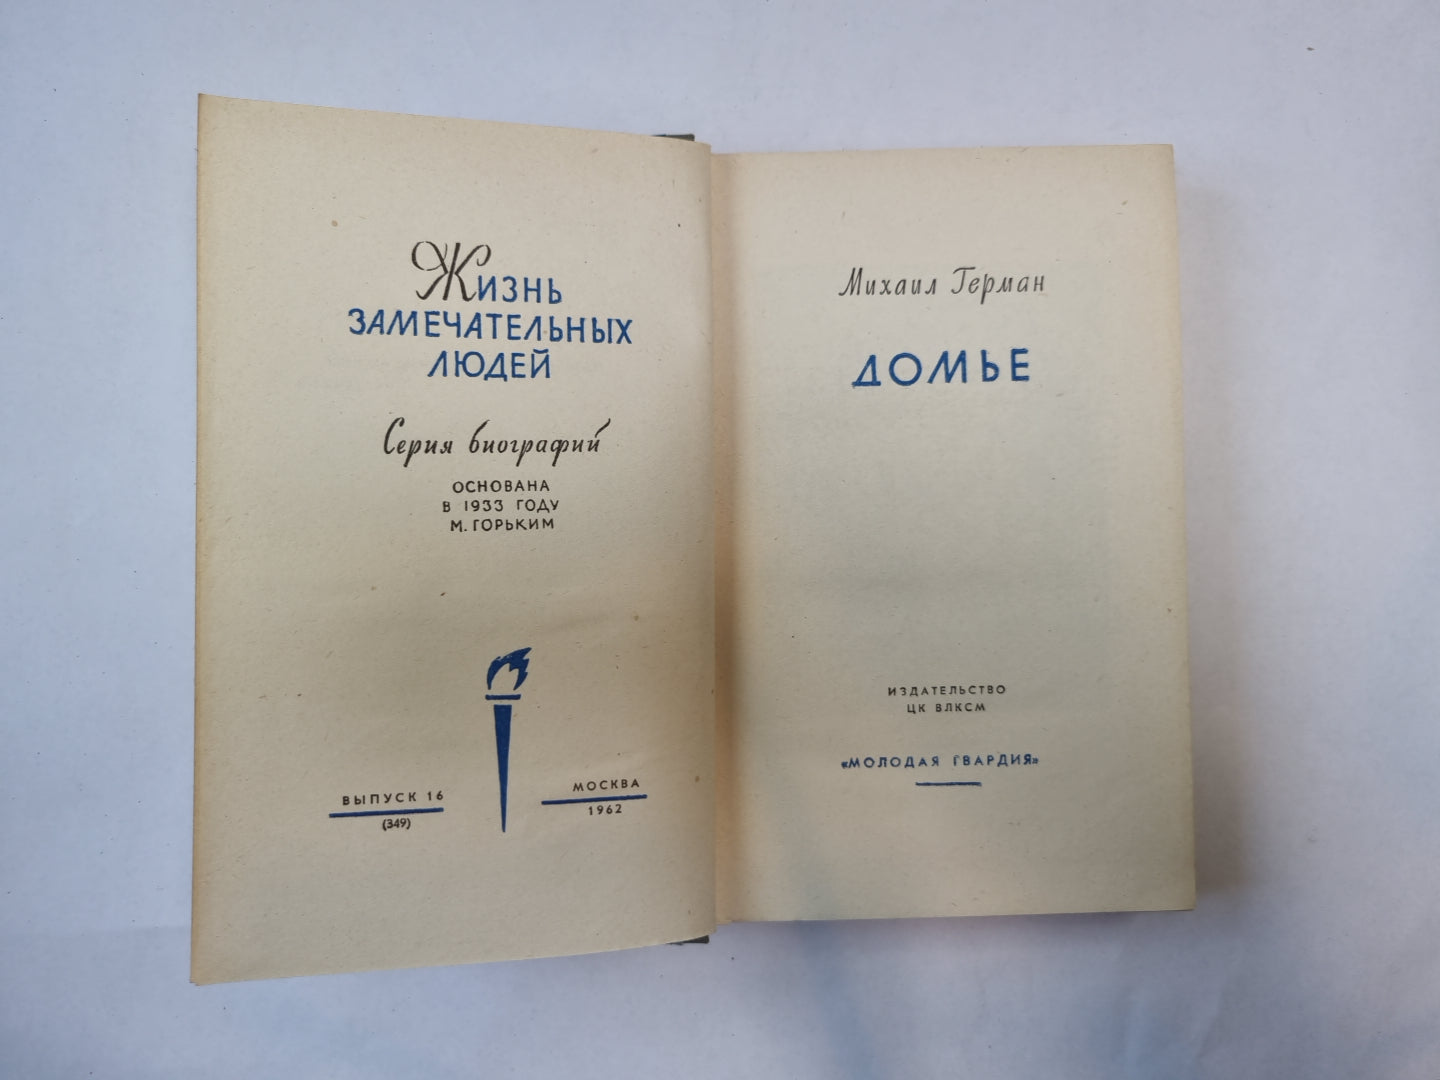 Жизнь
ЗАМЕЧАТЕЛЬНЫХ
ЛЮДЕЙ
Серия биографий
ОСНОВАНА
В 1933 ГОДУ
М. ГОРЬКИМ
ВЫПУСК 16
(349)
МОСКВА
1962
Михаил Герман
ДОМЬЕ
ИЗДАТЕЛЬСТВО
ЦК ВЛКСМ
«МОЛОДАЯ ГВАРДИЯ»